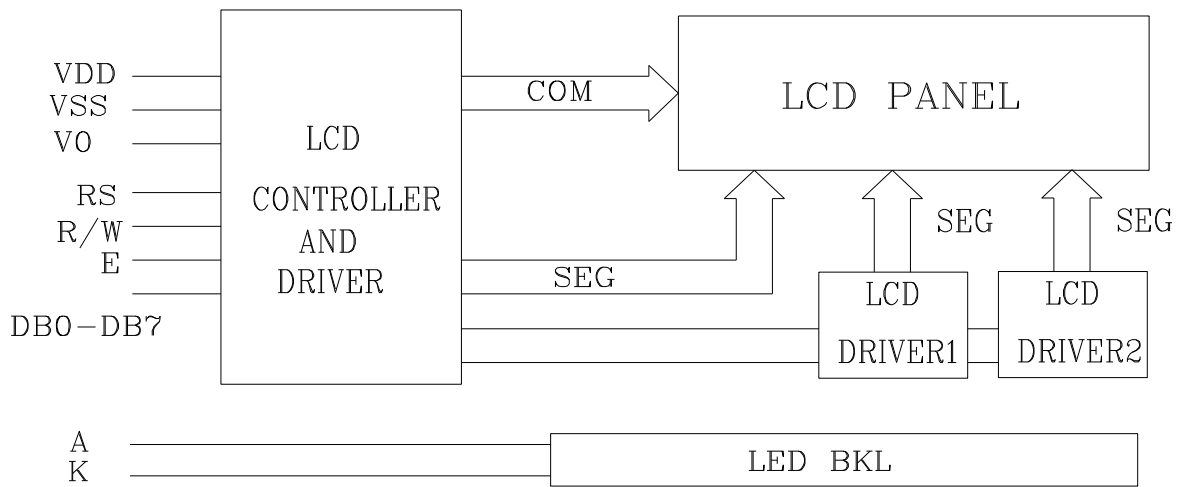 VDD
VSS
V0
RS
R/W
E
DB0-DB7
LCD
CONTROLLER
AND
DRIVER
COM
LCD PANEL
SEG
SEG
SEG
LCD
DRIVER1
LCD
DRIVER2
A
K
LED BKL